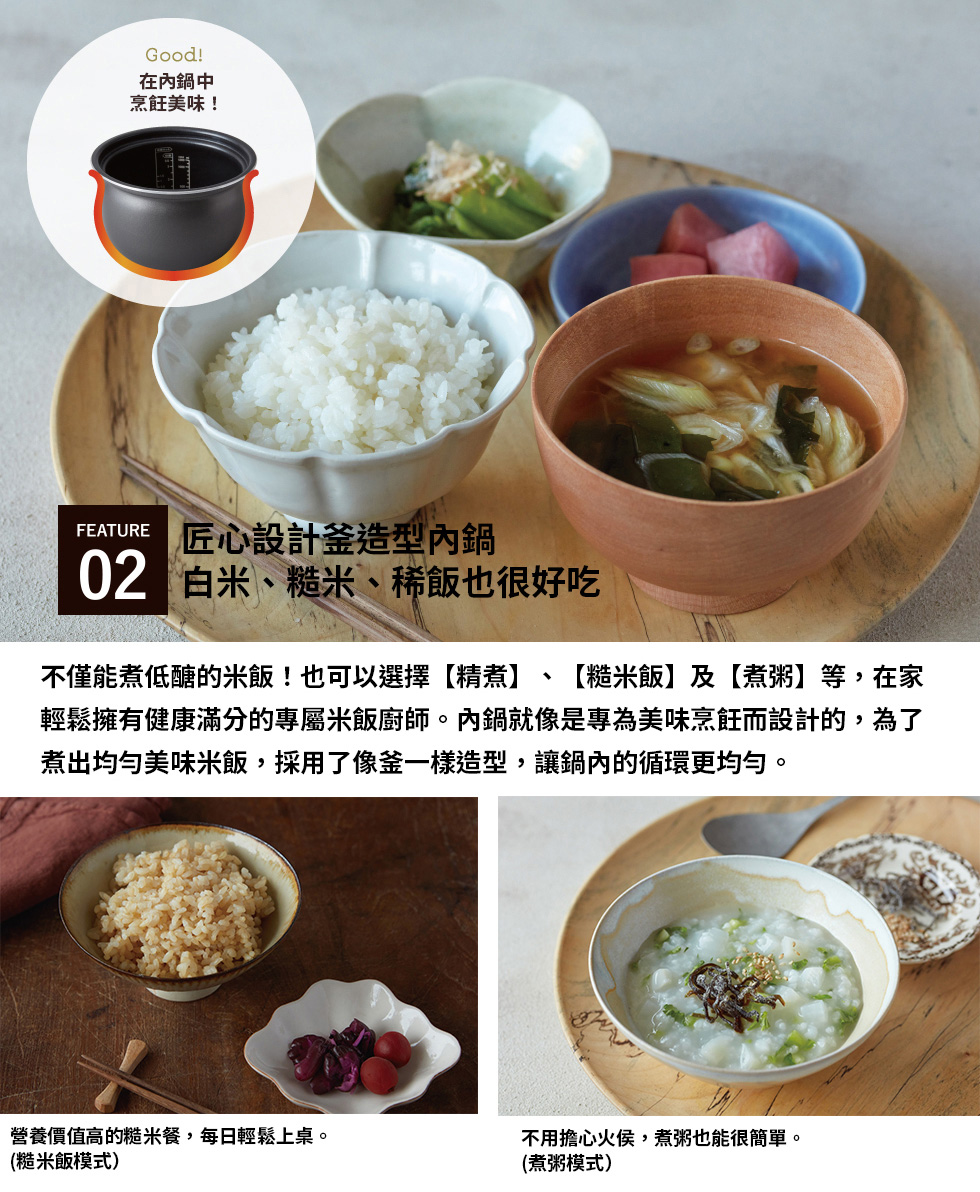 Good!
在內鍋中
烹飪美味！
FEATURE
02
匠心設計釜造型內鍋
白米、糙米、稀飯也很好吃
不僅能煮低醣的米飯！也可以選擇【精煮】、【糙米飯】及【煮粥】等，在家
輕鬆擁有健康滿分的專屬米飯廚師。內鍋就像是專為美味烹飪而設計的，為了
煮出均勻美味米飯，採用了像釜一樣造型，讓鍋內的循環更均勻。
營養價值高的糙米餐，每日輕鬆上桌。
(糙米飯模式)
不用擔心火侯，煮粥也能很簡單。
(煮粥模式)